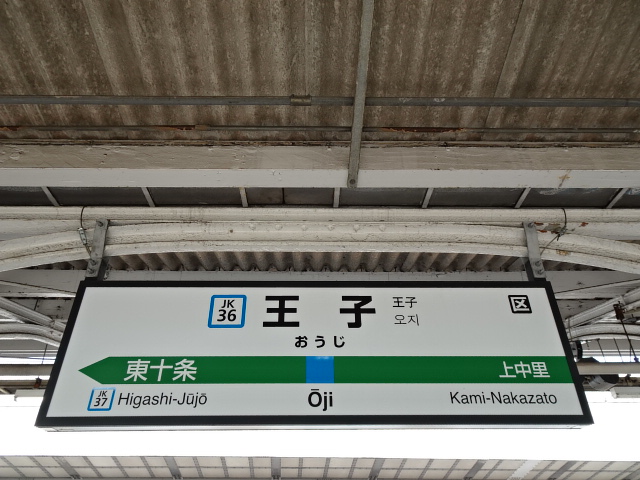 JK
36
王子
王子
오지
区
おうじ
東十条
上中里
JK
37
Higashi-Jūjō
Ōji
Kami-Nakazato